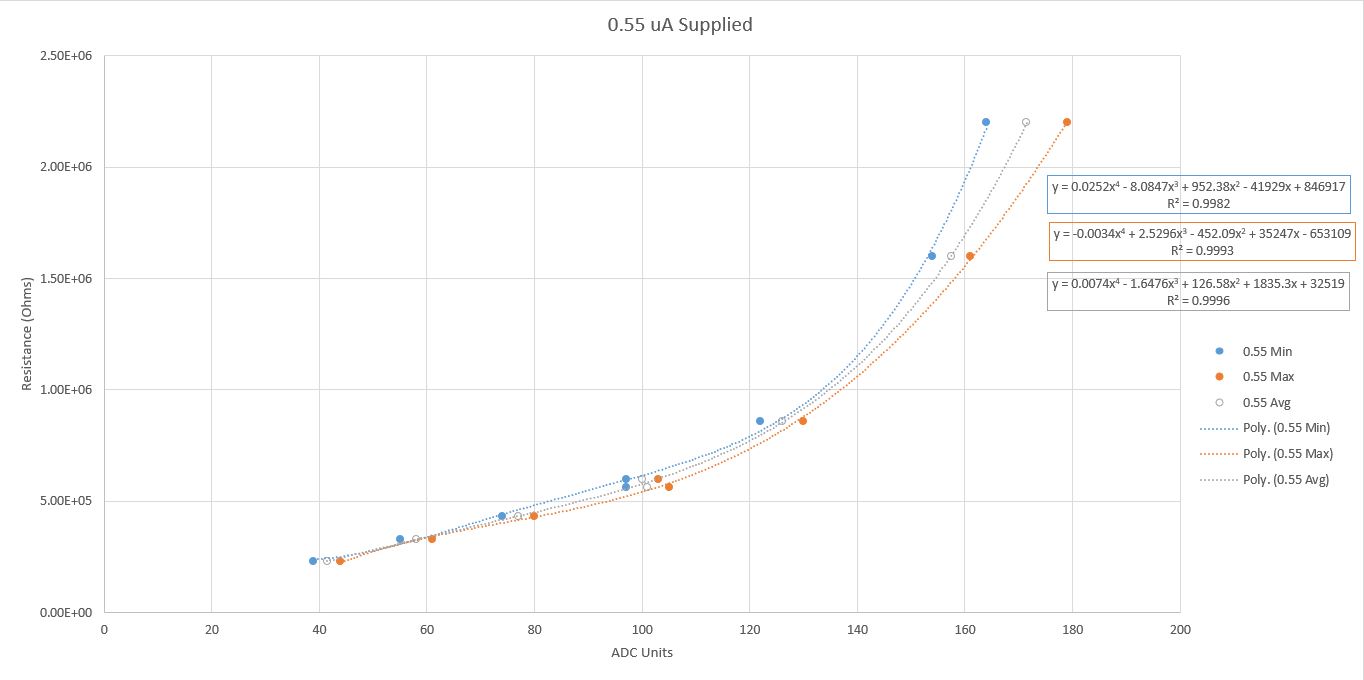 0.55 uA Supplied
2.50E+06
2.00E+06
1.50E+06
1.00E+06
5.00E+05
0.00E+00
Resistance (Ohms)
0 20 40 60 80 100 120 140 160 180 200
ADC Units
y = 0.0252x⁴ - 8.0847x³ + 952.38x² - 41929x + 846917
R² = 0.9982
y = -0.0034x⁴ + 2.5296x³ - 452.09x² + 35247x - 653109
R² = 0.9993
y = 0.0074x⁴ - 1.6476x³ + 126.58x² + 1835.3x + 32519
R² = 0.9996
0.55 Min
0.55 Max
0.55 Avg
Poly. (0.55 Min)
Poly. (0.55 Max)
Poly. (0.55 Avg)